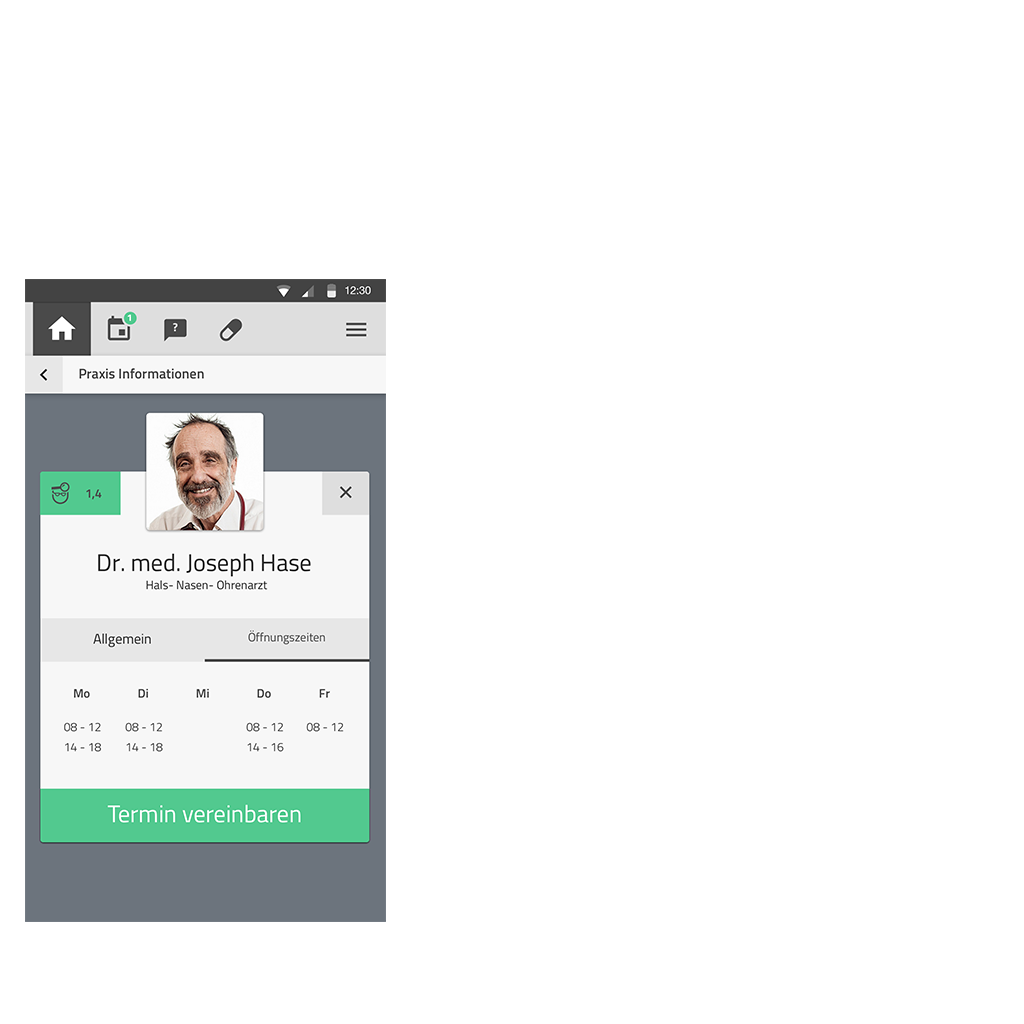 12:30
1
?
Praxis Informationen
1,4
Dr. med. Joseph Hase
Hals- Nasen- Ohrenarzt
Allgemein Öffnungszeiten
Mo Di Mi Do Fr
08 - 12 08 - 12 08 - 12 08 - 12
14 - 18 14 - 18 14 - 16
Termin vereinbaren